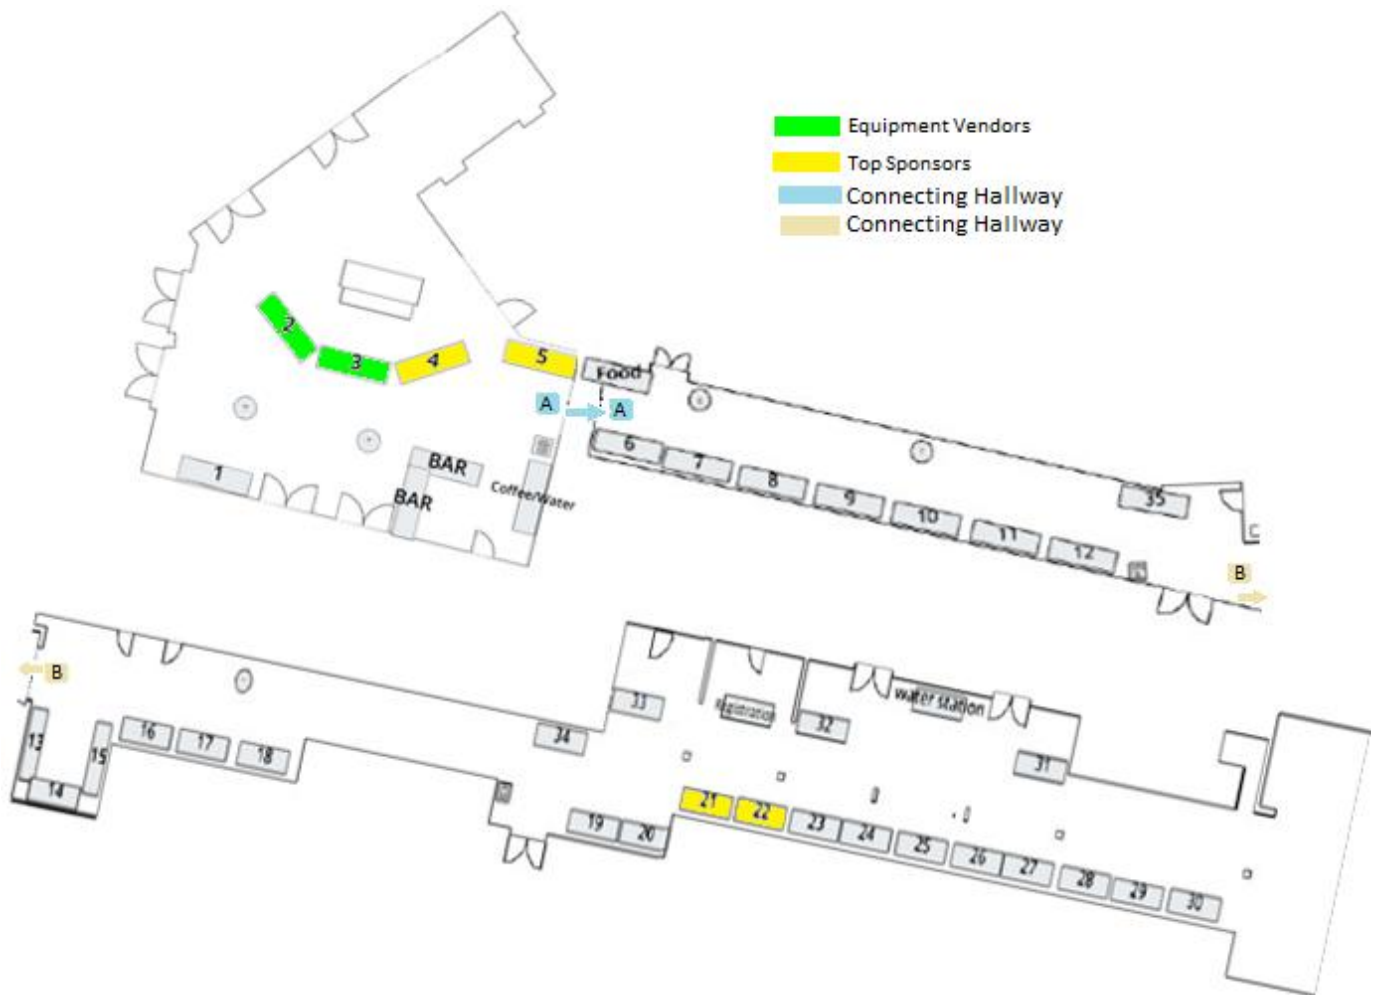 Equipment Vendors
Top Sponsors
Connecting Hallway
Connecting Hallway
2
3
4
5
Food
A
A
1
BAR
BAR
Coffee/Water
6
7
8
9
10
11
12
35
B
B
13
14
15
16
17
18
34
33
Registration
32
water station
31
19
20
21
22
23
24
25
26
27
28
29
30